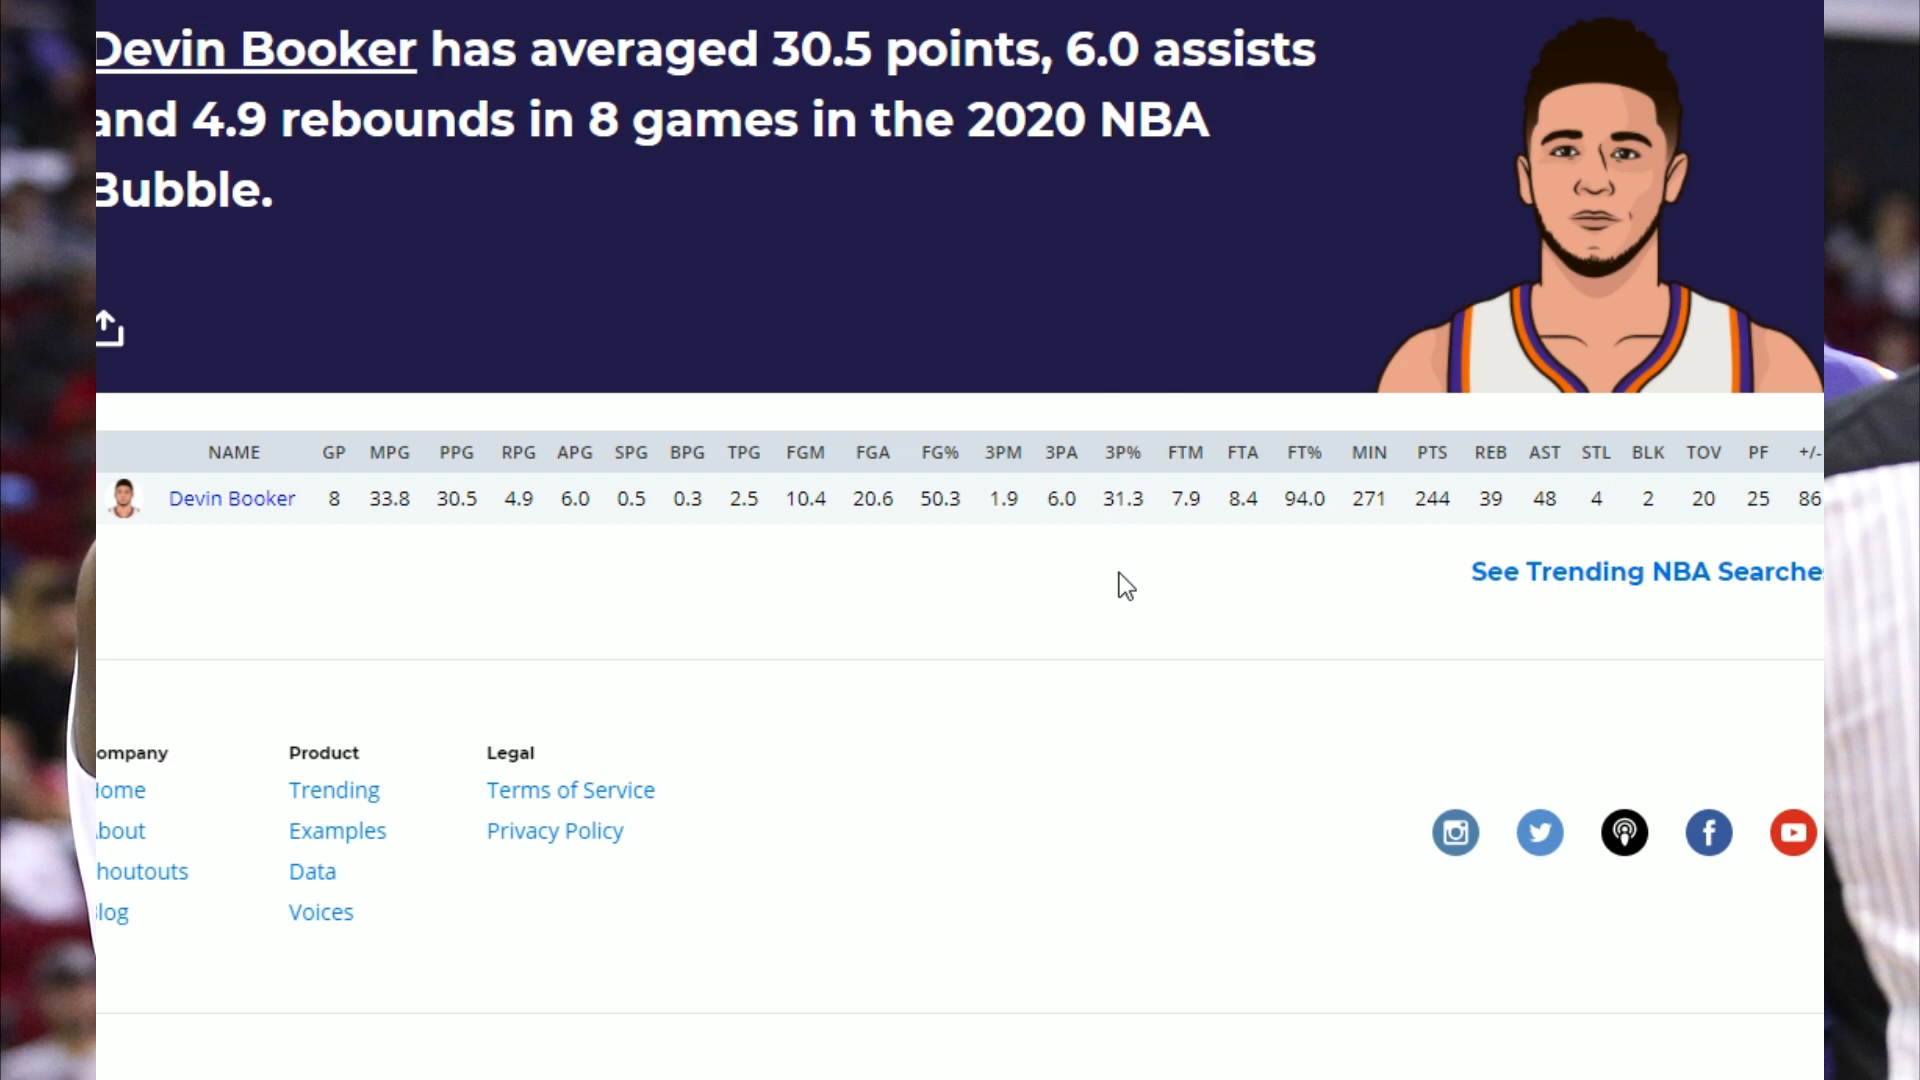 Devin Booker has averaged 30.5 points, 6.0 assists
and 4.9 rebounds in 8 games in the 2020 NBA
Bubble.
NAME GP MPG PPG RPG APG SPG BPG TPG FGM FGA FG% 3PM 3PA 3P% FTM FTA FT% MIN PTS REB AST STL BLK TOV PF +/-
Devin Booker 8 33.8 30.5 4.9 6.0 0.5 0.3 2.5 10.4 20.6 50.3 1.9 6.0 31.3 7.9 8.4 94.0 271 244 39 48 4 2 20 25 86
See Trending NBA Searches
ompany
Home
About
houtouts
Blog
Product
Trending
Examples
Data
Voices
Legal
Terms of Service
Privacy Policy